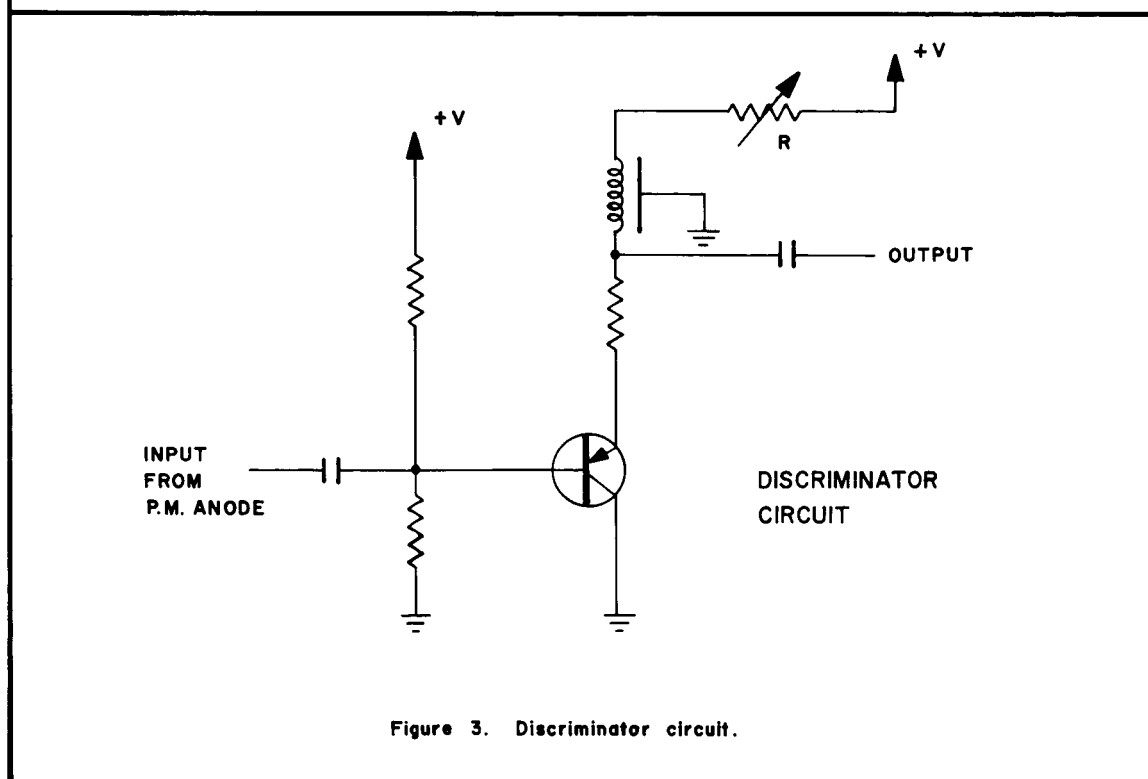 +V
+V
R
OUTPUT
INPUT
FROM
P.M. ANODE
DISCRIMINATOR
CIRCUIT
Figure 3. Discriminator circuit.